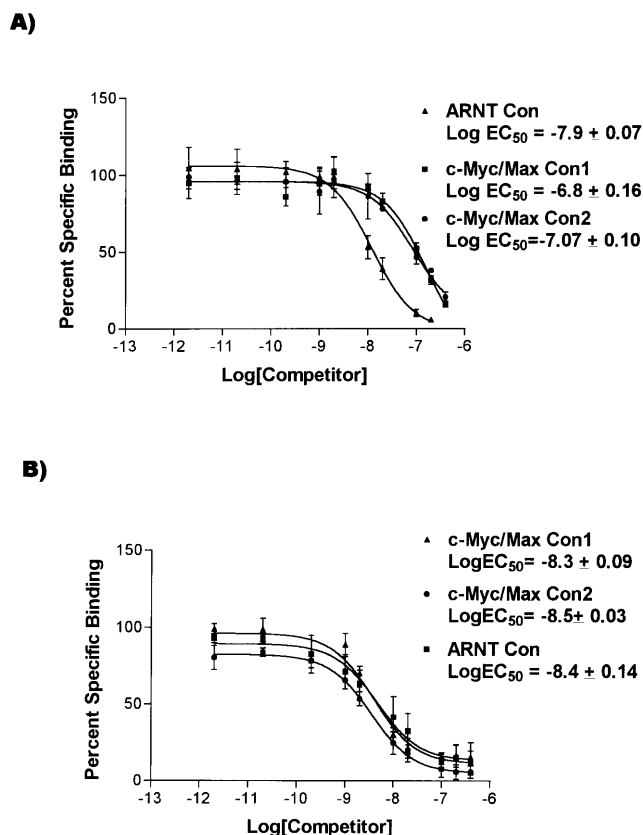 A)
150
100
50
0
Percent Specific Binding
-13 -12 -11 -10 -9 -8 -7 -6
Log[Competitor]
ARNT Con
Log EC50 = -7.9 ± 0.07
c-Myc/Max Con1
Log EC50 = -6.8 ± 0.16
c-Myc/Max Con2
Log EC50=-7.07 ± 0.10
B)
150
100
50
0
Percent Specific Binding
-13 -12 -11 -10 -9 -8 -7 -6
Log[Competitor]
c-Myc/Max Con1
LogEC50= -8.3 ± 0.09
c-Myc/Max Con2
LogEC50= -8.5± 0.03
ARNT Con
LogEC50 = -8.4 ± 0.14